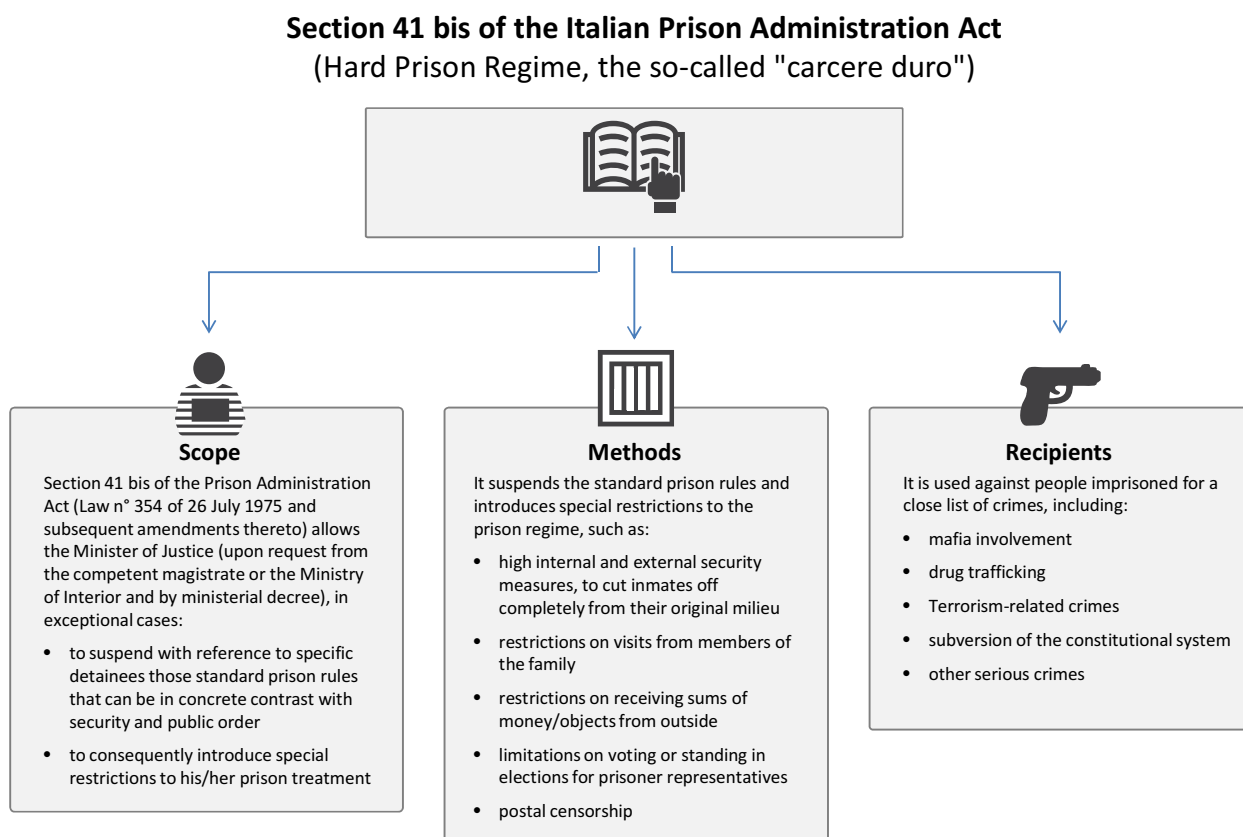 Section 41 bis of the Italian Prison Administration Act
(Hard Prison Regime, the so-called "carcere duro")
Scope
Section 41 bis of the Prison Administration
Act (Law n° 354 of 26 July 1975 and
subsequent amendments thereto) allows
the Minister of Justice (upon request from
the competent magistrate or the Ministry
of Interior and by ministerial decree), in
exceptional cases:
• to suspend with reference to specific
detainees those standard prison rules
that can be in concrete contrast with
security and public order
• to consequently introduce special
restrictions to his/her prison treatment
Methods
It suspends the standard prison rules and
introduces special restrictions to the
prison regime, such as:
• high internal and external security
measures, to cut inmates off
completely from their original milieu
• restrictions on visits from members of
the family
• restrictions on receiving sums of
money/objects from outside
• limitations on voting or standing in
elections for prisoner representatives
• postal censorship
Recipients
It is used against people imprisoned for a
close list of crimes, including:
• mafia involvement
• drug trafficking
• Terrorism-related crimes
• subversion of the constitutional system
• other serious crimes